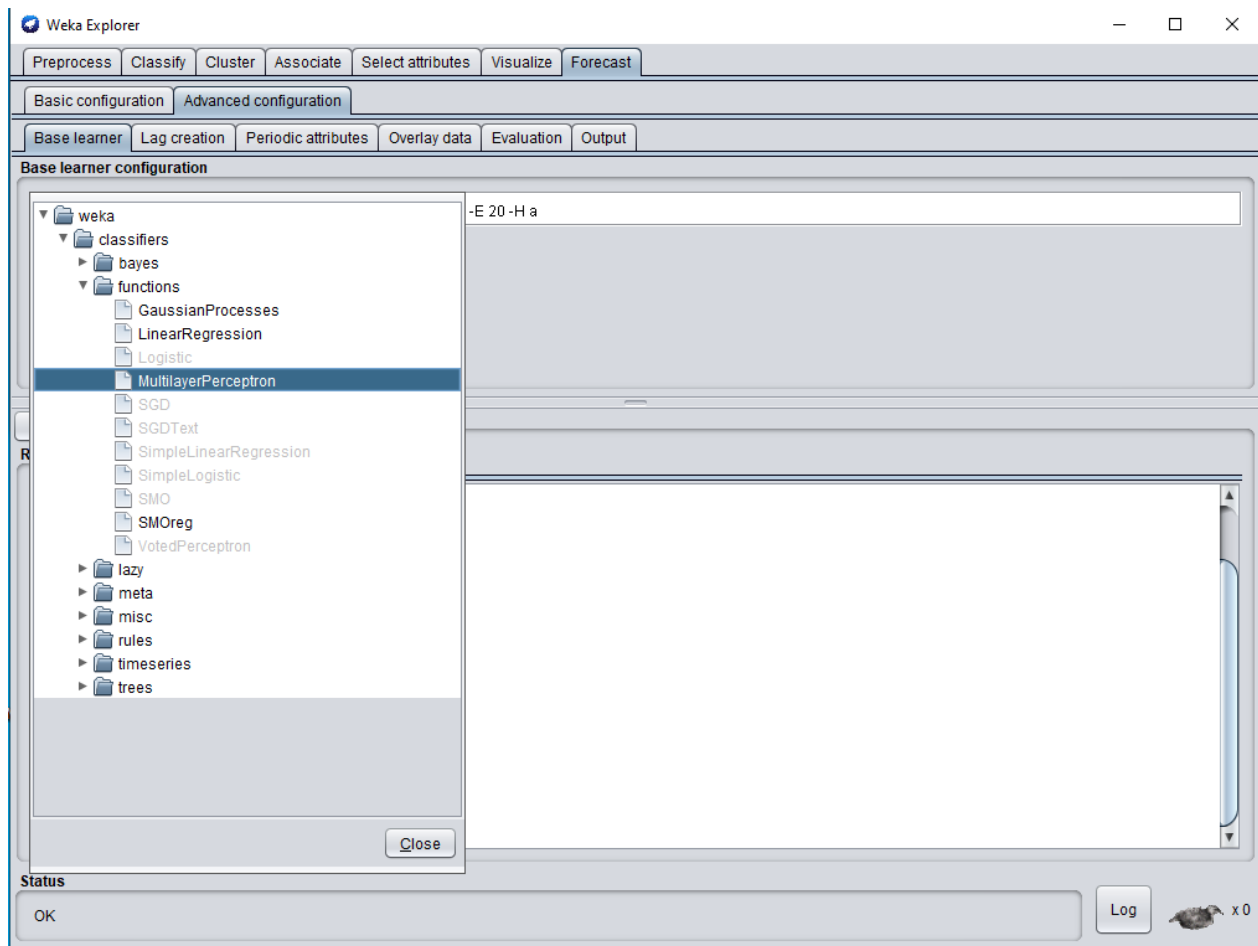 Weka Explorer
Preprocess Classify Cluster Associate Select attributes Visualize Forecast
Basic configuration Advanced configuration
Base learner Lag creation Periodic attributes Overlay data Evaluation Output
Base learner configuration
-E 20 -H a
weka
classifiers
bayes
functions
GaussianProcesses
LinearRegression
Logistic
MultilayerPerceptron
SGD
SGDText
SimpleLinearRegression
SimpleLogistic
SMO
SMOreg
VotedPerceptron
lazy
meta
misc
rules
timeseries
trees
R
Close
Status
OK
Log x 0